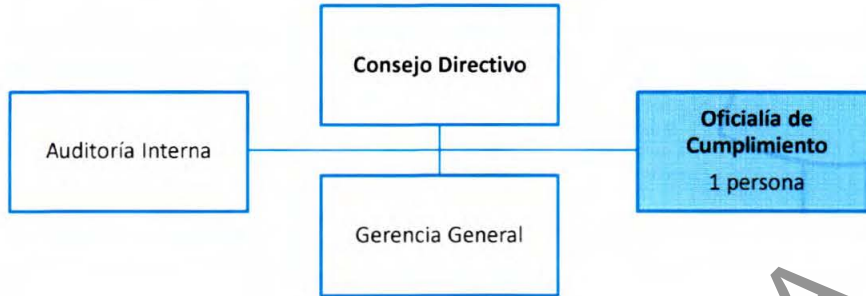 Consejo Directivo
Auditoría Interna
Oficialía de
Cumplimiento
1 persona
Gerencia General